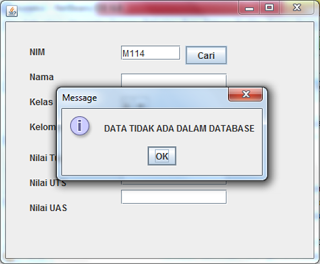 NIM M114 Cari
Nama
Message
Kelas
DATA TIDAK ADA DALAM DATABASE
OK
Nilai UTS
Nilai UAS